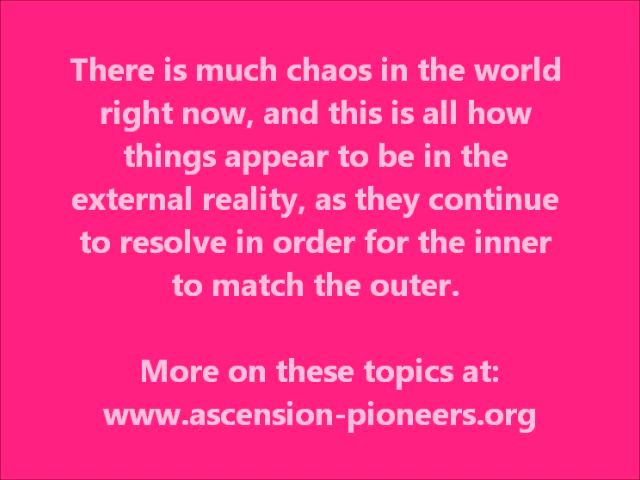 There is much chaos in the world
right now, and this is all how
things appear to be in the
external reality, as they continue
to resolve in order for the inner
to match the outer.
More on these topics at:
www.ascension-pioneers.org